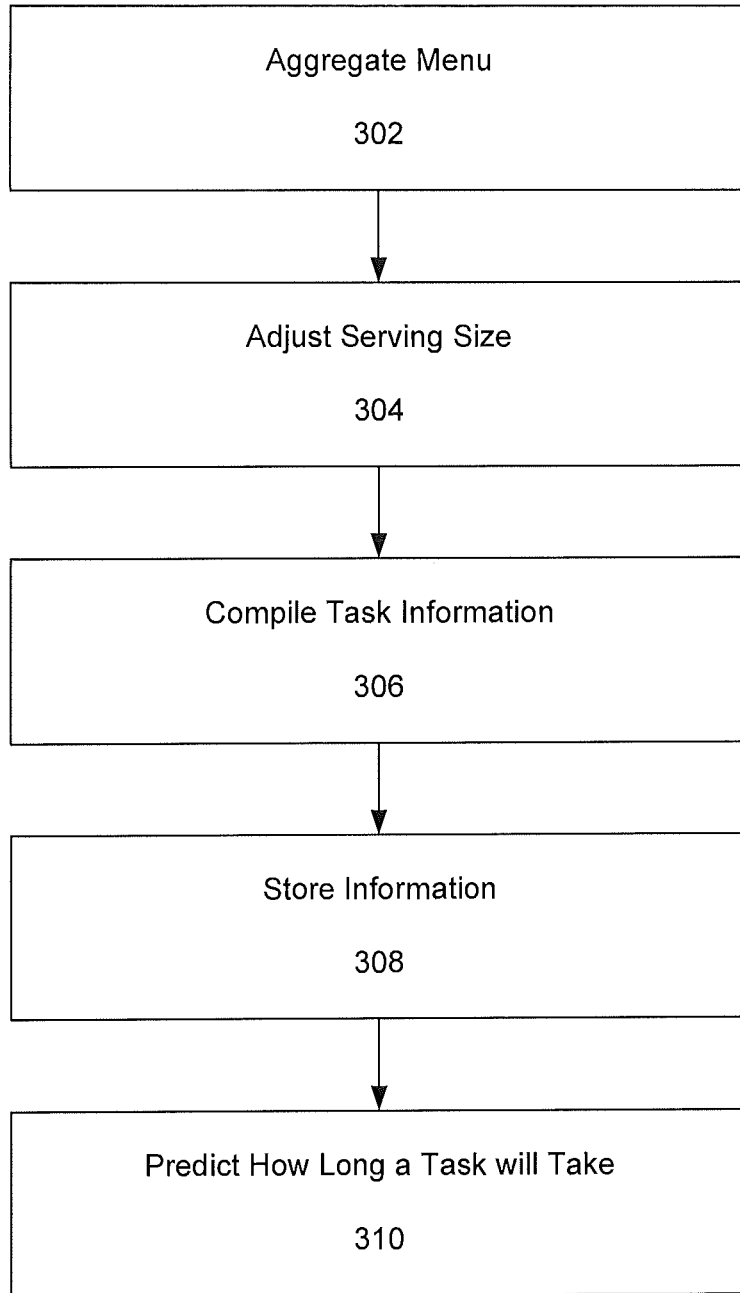 Aggregate Menu
302
Adjust Serving Size
304
Compile Task Information
306
Store Information
308
Predict How Long a Task will Take
310